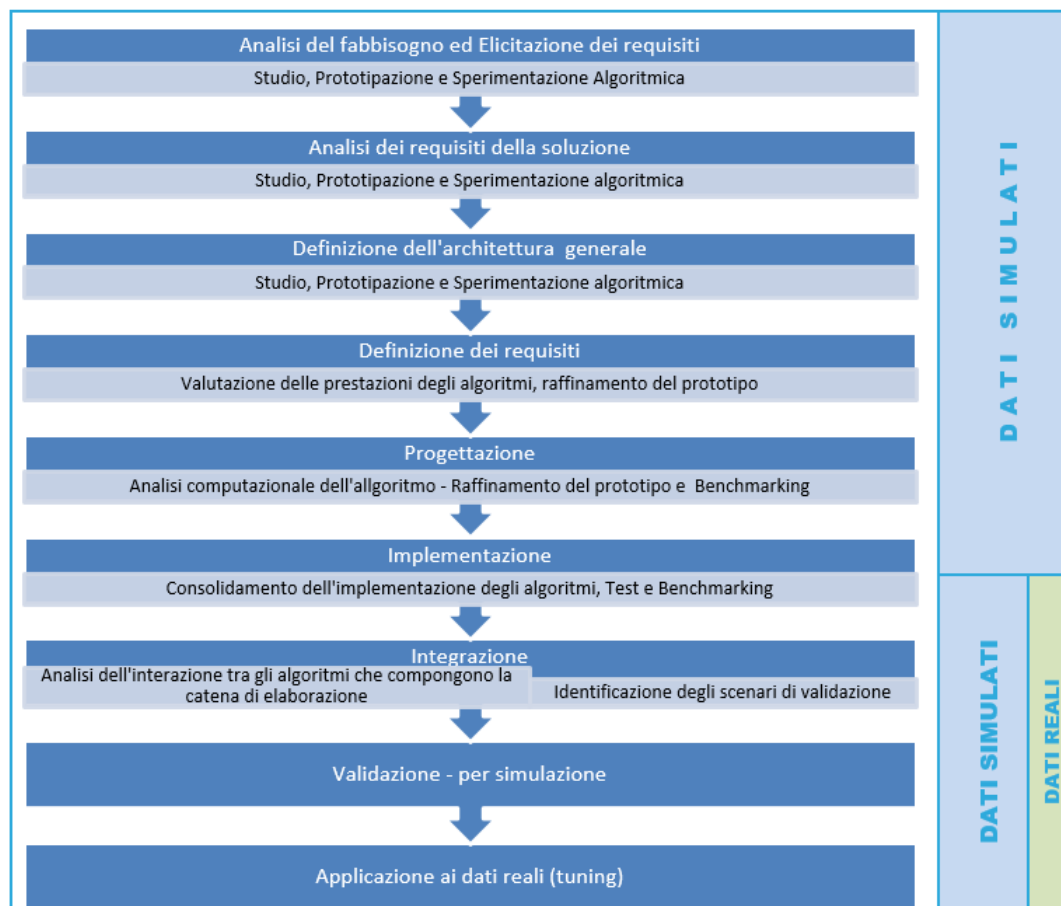 Analisi del fabbisogno ed Elicitazione dei requisiti
Studio, Prototipazione e Sperimentazione Algoritmica
Analisi dei requisiti della soluzione
Studio, Prototipazione e Sperimentazione algoritmica
Definizione dell'architettura generale
Studio, Prototipazione e Sperimentazione algoritmica
Definizione dei requisiti
Valutazione delle prestazioni degli algoritmi, raffinamento del prototipo
Progettazione
Analisi computazionale dell'allgoritmo - Raffinamento del prototipo e Benchmarking
Implementazione
Consolidamento dell'implementazione degli algoritmi, Test e Benchmarking
Integrazione
Analisi dell'interazione tra gli algoritmi che compongono la
catena di elaborazione
Identificazione degli scenari di validazione
Validazione - per simulazione
Applicazione ai dati reali (tuning)
DATI SIMULATI
DATI SIMULATI
DATI REALI